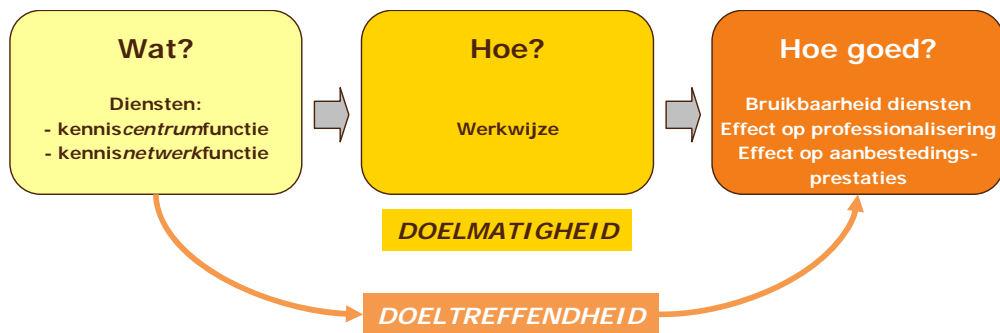 Wat?
Diensten:
- kenniscentrumfunctie
- kennisnetwerkfunctie
Hoe?
Werkwijze
Hoe goed?
Bruikbaarheid diensten
Effect op professionalisering
Effect op aanbestedings-
prestaties
DOELMATIGHEID
DOELTREFFENDHEID